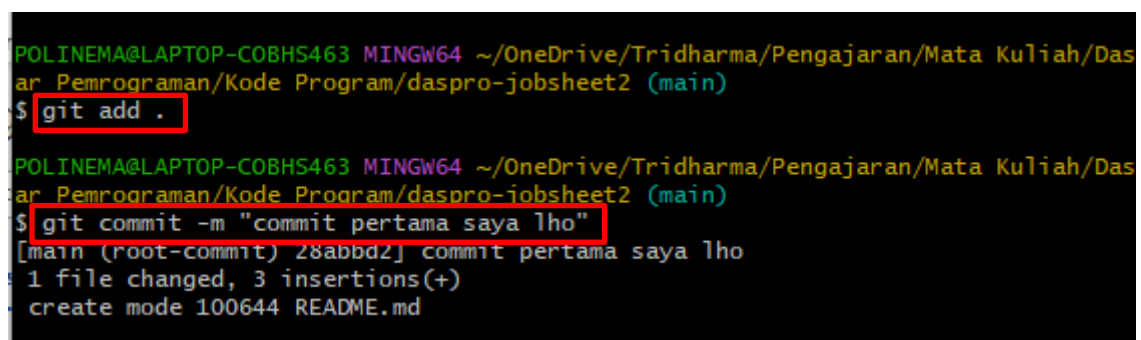 POLINEMA@LAPTOP-COBHS463 MINGW64 ~/OneDrive/Tridharma/Pengajaran/Mata Kuliah/Das
ar Pemrograman/Kode Program/daspro-jobsheet2 (main)
$ git add .
POLINEMA@LAPTOP-COBHS463 MINGW64 ~/OneDrive/Tridharma/Pengajaran/Mata Kuliah/Das
ar Pemrograman/Kode Program/daspro-jobsheet2 (main)
$ git commit -m "commit pertama saya lho"
[main (root-commit) 28abbd2] commit pertama saya lho
1 file changed, 3 insertions(+)
create mode 100644 README.md